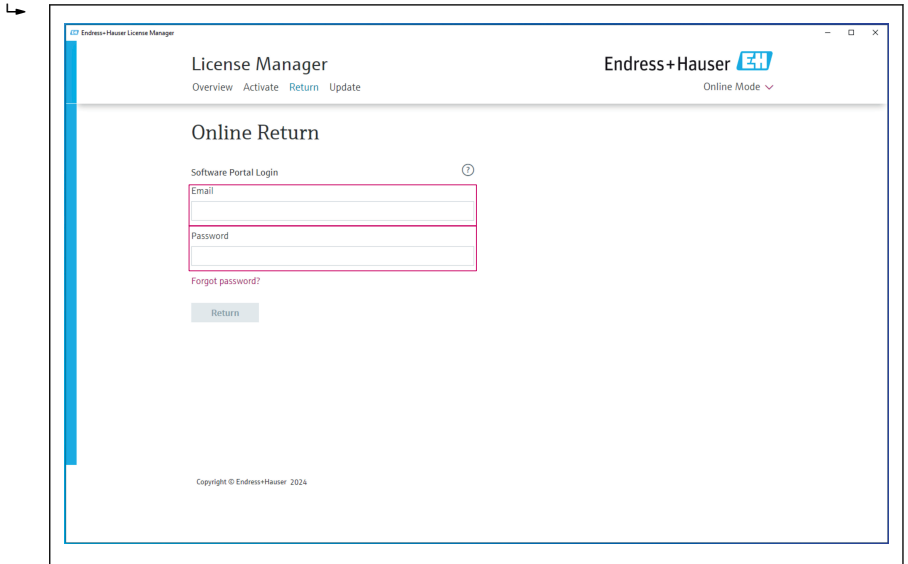 Endress+Hauser License Manager
License Manager
Endress+Hauser EH
Overview Activate Return Update
Online Mode
Online Return
Software Portal Login ?
Email
Password
Forgot password?
Return
Copyright © Endress+Hauser 2024